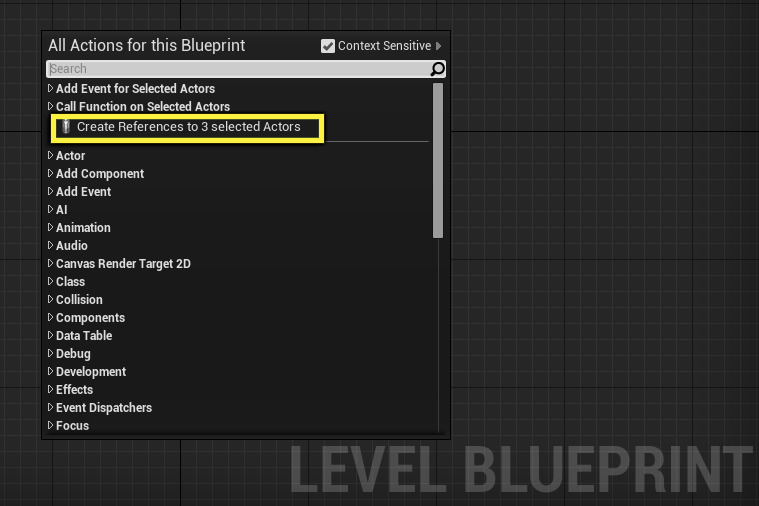 All Actions for this Blueprint
Context Sensitive
Search
Add Event for Selected Actors
Call Function on Selected Actors
Create References to 3 selected Actors
Actor
Add Component
Add Event
AI
Animation
Audio
Canvas Render Target 2D
Class
Collision
Components
Data Table
Debug
Development
Effects
Event Dispatchers
Focus
LEVEL BLUEPRINT